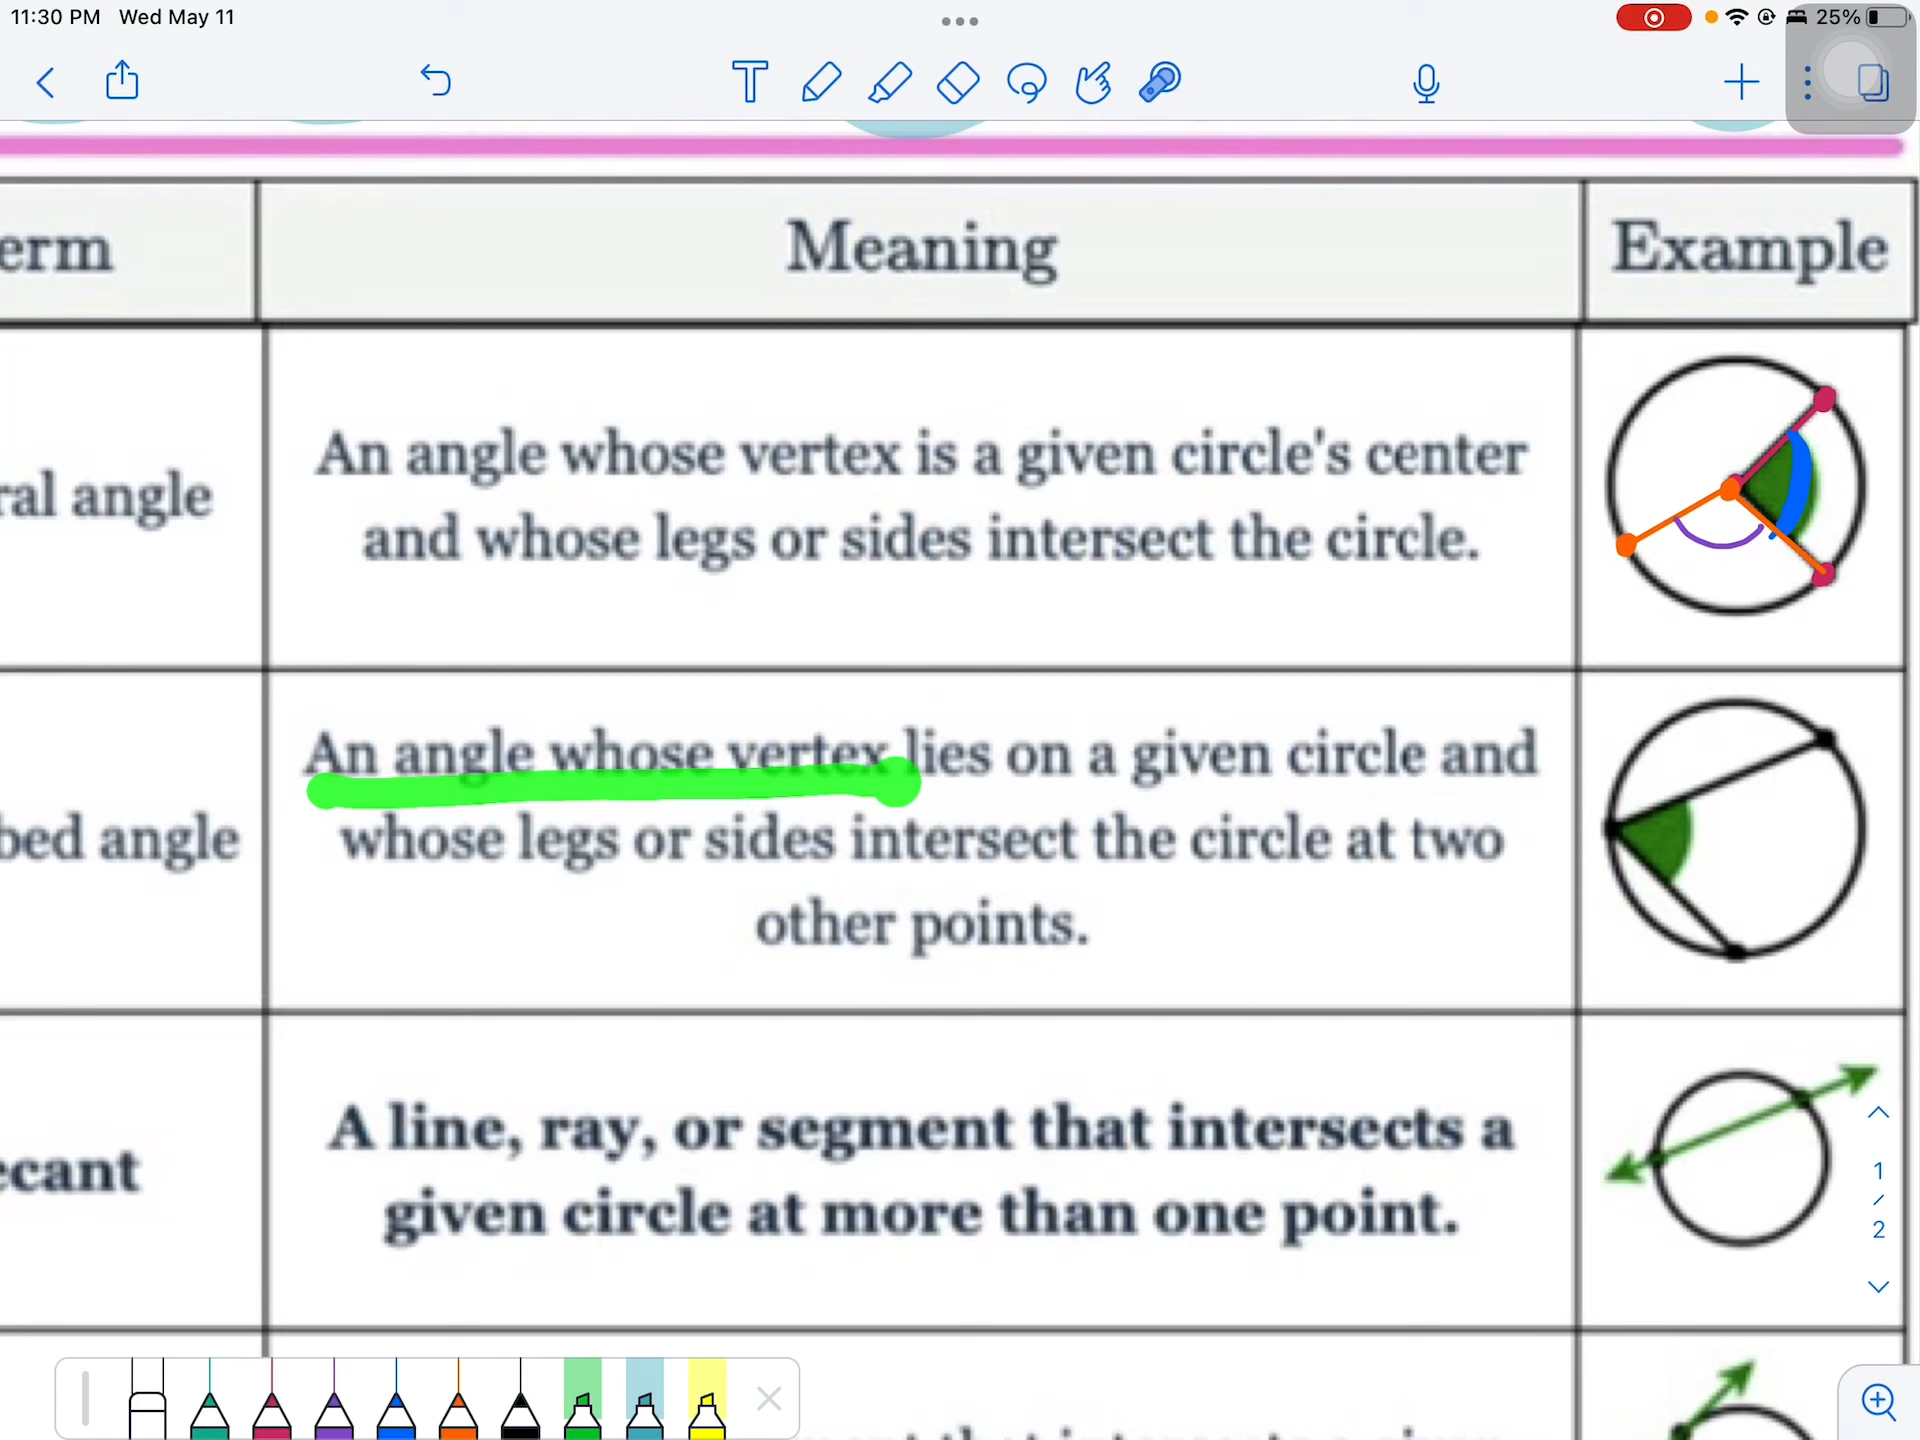 11:30 PM Wed May 11
25%
erm Meaning Example
ral angle
An angle whose vertex is a given circle's center
and whose legs or sides intersect the circle.
bed angle
An angle whose vertex lies on a given circle and
whose legs or sides intersect the circle at two
other points.
ecant
A line, ray, or segment that intersects a
given circle at more than one point.
1
/
2